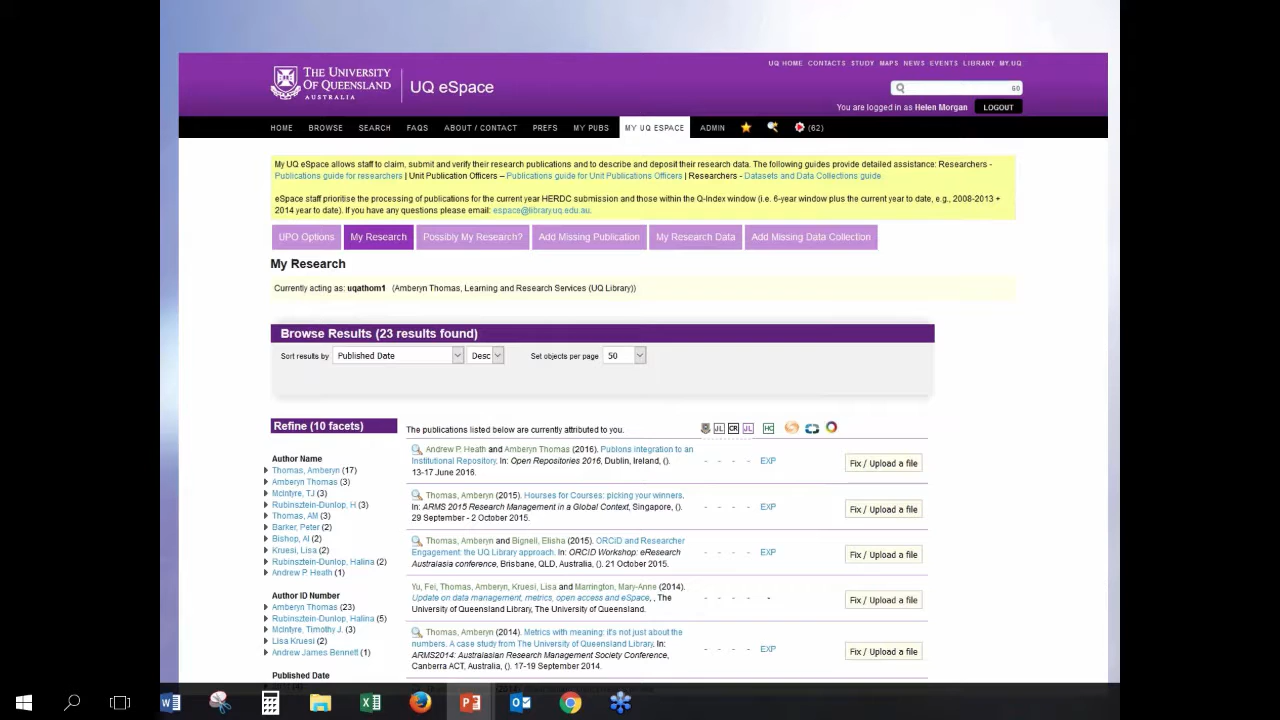 UQ HOME CONTACTS STUDY MAPS NEWS EVENTS LIBRARY MY.UQ
THE UNIVERSITY
OF QUEENSLAND
AUSTRALIA
UQ eSpace
GO
You are logged in as Helen Morgan LOGOUT
HOME BROWSE SEARCH FAQS ABOUT / CONTACT PREFS MY PUBS MY UQ ESPACE ADMIN (62)
My UQ eSpace allows staff to claim, submit and verify their research publications and to describe and deposit their research data. The following guides provide detailed assistance: Researchers -
Publications guide for researchers | Unit Publication Officers – Publications guide for Unit Publications Officers | Researchers - Datasets and Data Collections guide
eSpace staff prioritise the processing of publications for the current year HERDC submission and those within the Q-Index window (i.e. 6-year window plus the current year to date, e.g., 2008-2013 +
2014 year to date). If you have any questions please email: espace@library.uq.edu.au.
UPO Options My Research Possibly My Research? Add Missing Publication My Research Data Add Missing Data Collection
My Research
Currently acting as: uqathom1 (Amberyn Thomas, Learning and Research Services (UQ Library))
Browse Results (23 results found)
Sort results by Published Date Desc Set objects per page 50
Refine (10 facets)
Author Name
Thomas, Amberyn (17)
Amberyn Thomas (3)
McIntyre, TJ (3)
Rubinsztein-Dunlop, H (3)
Thomas, AM (3)
Barker, Peter (2)
Bishop, AI (2)
Kruesi, Lisa (2)
Rubinsztein-Dunlop, Halina (2)
Andrew P. Heath (1)
Author ID Number
Amberyn Thomas (23)
Rubinsztein-Dunlop, Halina (5)
McIntyre, Timothy J. (3)
Lisa Kruesi (2)
Andrew James Bennett (1)
Published Date
The publications listed below are currently attributed to you.
JL CR JL HC
Andrew P. Heath and Amberyn Thomas (2016). Publons integration to an
Institutional Repository. In: Open Repositories 2016, Dublin, Ireland, ().
13-17 June 2016.
- - - - EXP Fix / Upload a file
Thomas, Amberyn (2015). Hourses for Courses: picking your winners.
In: ARMS 2015 Research Management in a Global Context, Singapore, ().
29 September - 2 October 2015.
- - - - EXP Fix / Upload a file
Thomas, Amberyn and Bignell, Elisha (2015). ORCID and Researcher
Engagement: the UQ Library approach. In: ORCID Workshop: eResearch
Australasia conference, Brisbane, QLD, Australia, (). 21 October 2015.
- - - - EXP Fix / Upload a file
Yu, Fei, Thomas, Amberyn, Kruesi, Lisa and Marrington, Mary-Anne (2014).
Update on data management, metrics, open access and eSpace, , The
University of Queensland Library, The University of Queensland.
- - - - - Fix / Upload a file
Thomas, Amberyn (2014). Metrics with meaning: it's not just about the
numbers. A case study from The University of Queensland Library. In:
ARMS2014: Australasian Research Management Society Conference,
Canberra ACT, Australia, (). 17-19 September 2014.
- - - - EXP Fix / Upload a file